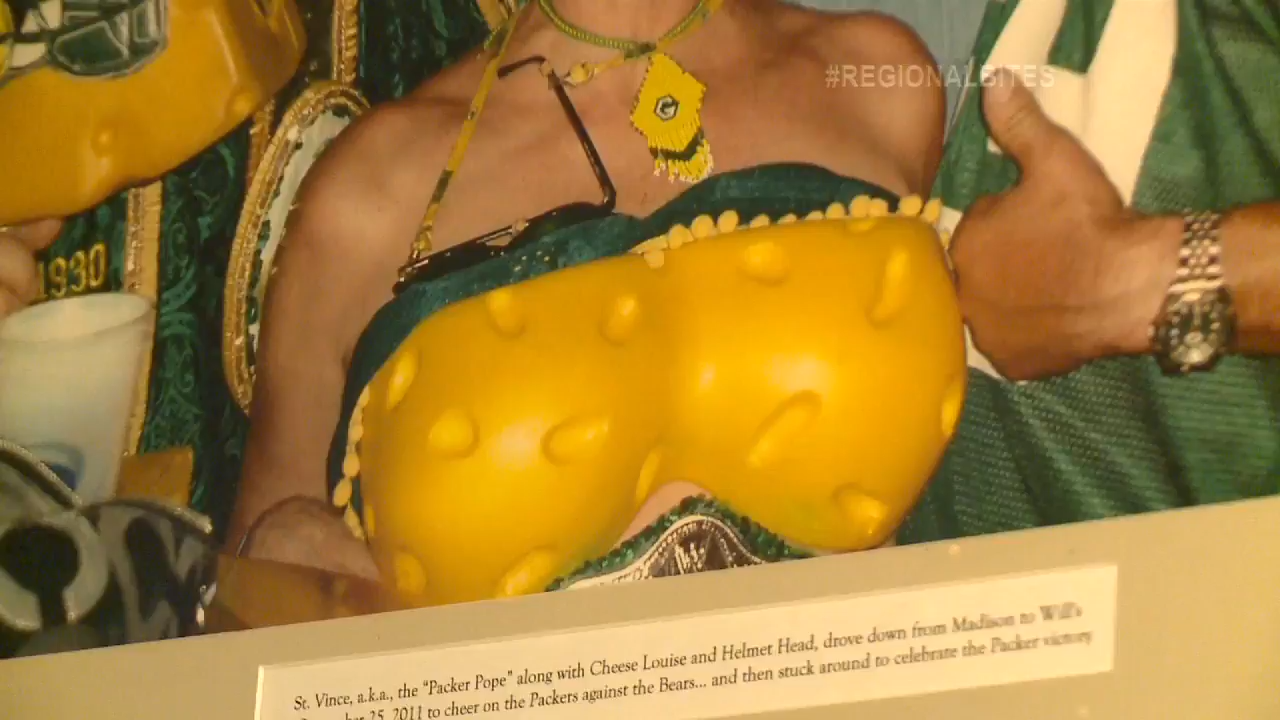 #REGIONALBITES
G
1930
St. Vince, a.k.a., the “Packer Pope” along with Cheese Louise and Helmet Head, drove down from Madison to Will's
25, 2011 to cheer on the Packers against the Bears... and then stuck around to celebrate the Packer victory